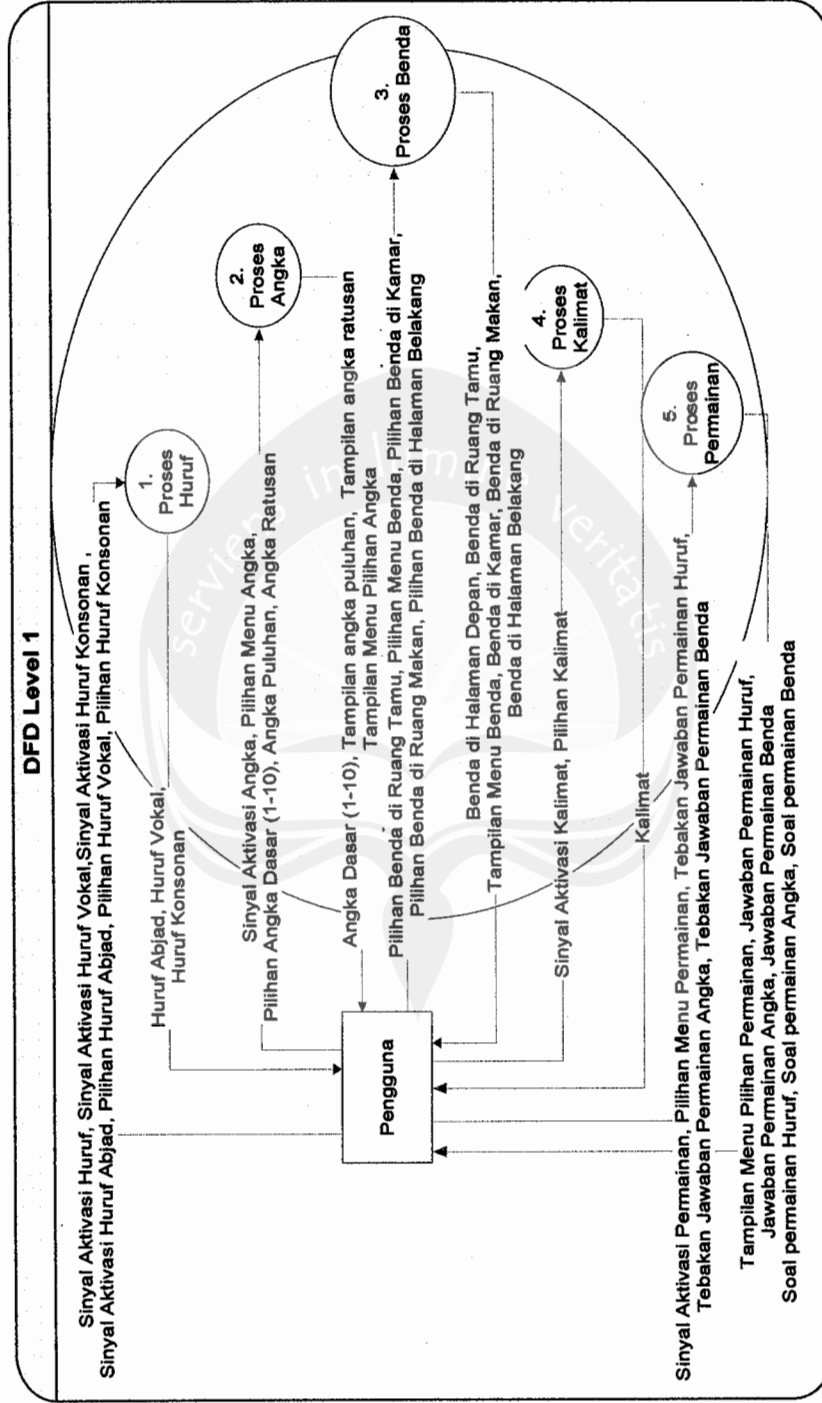 DFD Level 1
Sinyal Aktivasi Huruf, Sinyal Aktivasi Huruf Vokal,Sinyal Aktivasi Huruf Konsonan ,
Sinyal Aktivasi Huruf Abjad, Pilihan Huruf Abjad, Pilihan Huruf Vokal, Pilihan Huruf Konsonan
1.
Proses
Huruf
Huruf Abjad, Huruf Vokal,
Huruf Konsonan
Sinyal Aktivasi Angka, Pilihan Menu Angka,
Pilihan Angka Dasar (1-10), Angka Puluhan, Angka Ratusan
2.
Proses
Angka
Angka Dasar (1-10), Tampilan angka puluhan, Tampilan angka ratusan
Tampilan Menu Pilihan Angka
Pilihan Benda di Ruang Tamu, Pilihan Menu Benda, Pilihan Benda di Kamar,
Pilihan Benda di Ruang Makan, Pilihan Benda di Halaman Belakang
3.
Proses Benda
Pengguna
Benda di Halaman Depan, Benda di Ruang Tamu,
Tampilan Menu Benda, Benda di Kamar, Benda di Ruang Makan,
Benda di Halaman Belakang
Sinyal Aktivasi Kalimat, Pilihan Kalimat
4.
Proses
Kalimat
Kalimat
5.
Proses
Permainan
Sinyal Aktivasi Permainan, Pilihan Menu Permainan, Tebakan Jawaban Permainan Huruf,
Tebakan Jawaban Permainan Angka, Tebakan Jawaban Permainan Benda
Tampilan Menu Pilihan Permainan, Jawaban Permainan Huruf,
Jawaban Permainan Angka, Jawaban Permainan Benda
Soal permainan Huruf, Soal permainan Angka, Soal permainan Benda
serviens in lumine veritatis